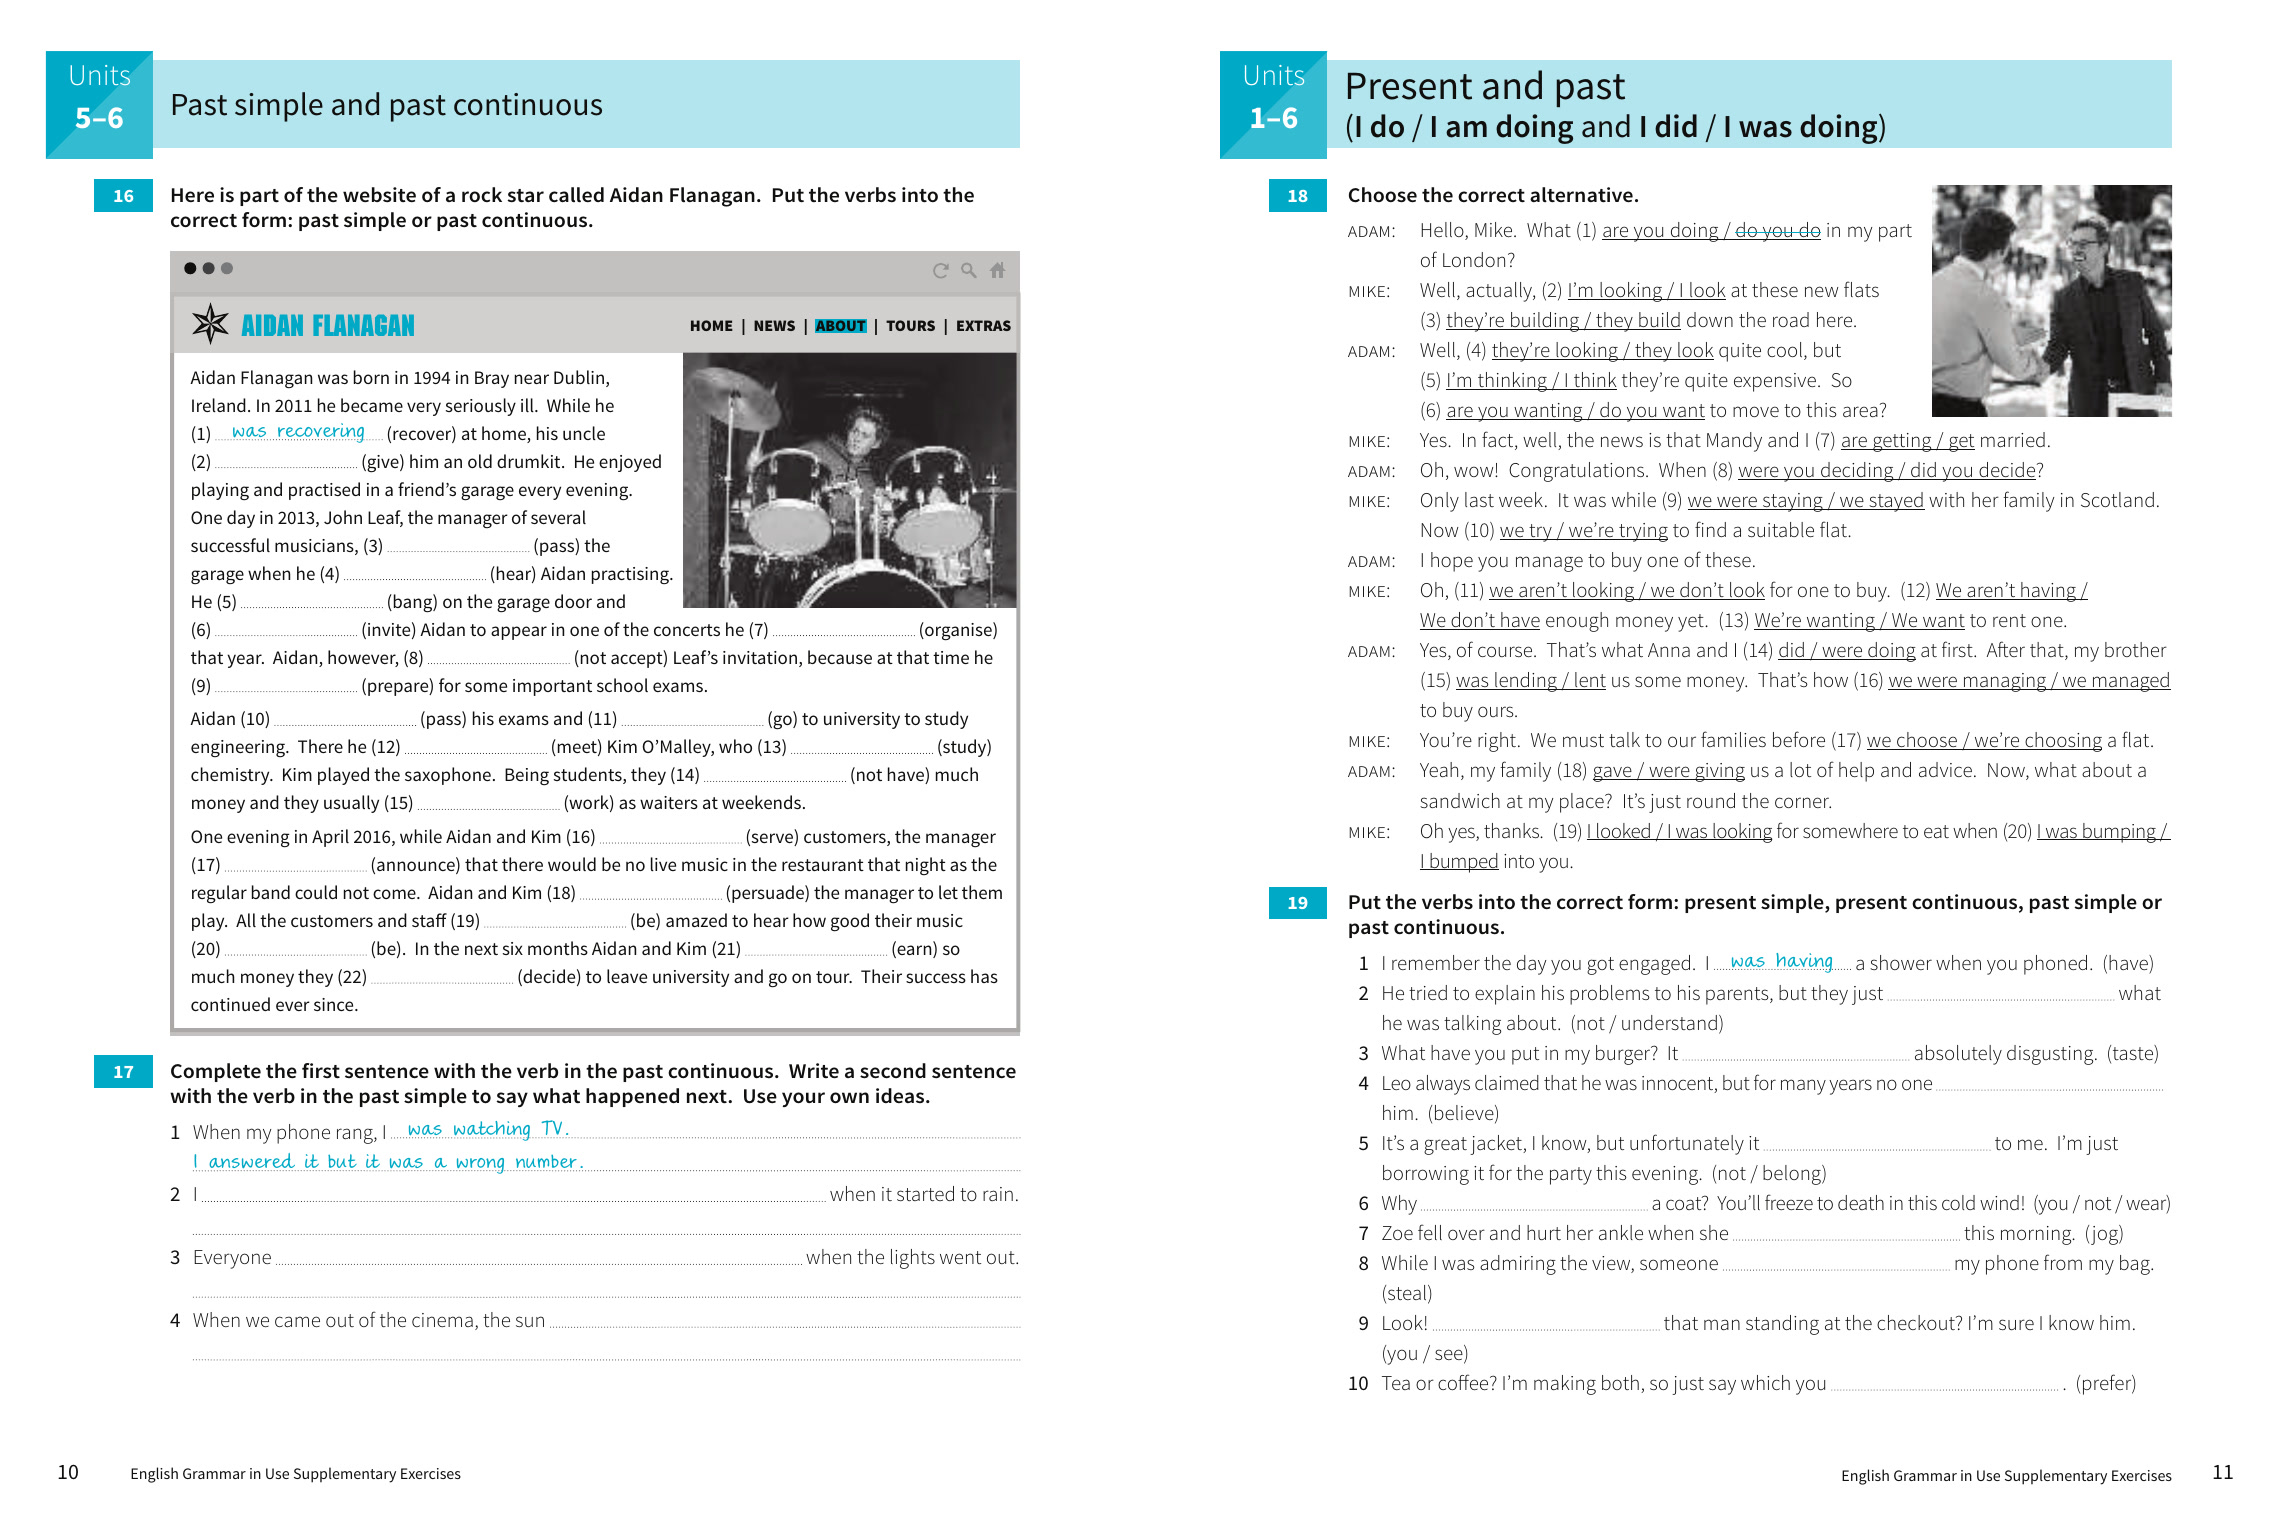 Units
5–6
Past simple and past continuous
16
Here is part of the website of a rock star called Aidan Flanagan. Put the verbs into the
correct form: past simple or past continuous.
AIDAN FLANAGAN
HOME | NEWS | ABOUT | TOURS | EXTRAS
Aidan Flanagan was born in 1994 in Bray near Dublin,
Ireland. In 2011 he became very seriously ill. While he
(1) was recovering (recover) at home, his uncle
(2) (give) him an old drumkit. He enjoyed
playing and practised in a friend's garage every evening.
One day in 2013, John Leaf, the manager of several
successful musicians, (3) (pass) the
garage when he (4) (hear) Aidan practising.
He (5) (bang) on the garage door and
(6) (invite) Aidan to appear in one of the concerts he (7) (organise)
that year. Aidan, however, (8) (not accept) Leaf's invitation, because at that time he
(9) (prepare) for some important school exams.
Aidan (10) (pass) his exams and (11) (go) to university to study
engineering. There he (12) (meet) Kim O'Malley, who (13) (study)
chemistry. Kim played the saxophone. Being students, they (14) (not have) much
money and they usually (15) (work) as waiters at weekends.
One evening in April 2016, while Aidan and Kim (16) (serve) customers, the manager
(17) (announce) that there would be no live music in the restaurant that night as the
regular band could not come. Aidan and Kim (18) (persuade) the manager to let them
play. All the customers and staff (19) (be) amazed to hear how good their music
(20) (be). In the next six months Aidan and Kim (21) (earn) so
much money they (22) (decide) to leave university and go on tour. Their success has
continued ever since.
17
Complete the first sentence with the verb in the past continuous. Write a second sentence
with the verb in the past simple to say what happened next. Use your own ideas.
1 When my phone rang, I was watching TV.
I answered it but it was a wrong number.
2 I when it started to rain.
3 Everyone when the lights went out.
4 When we came out of the cinema, the sun
10 English Grammar in Use Supplementary Exercises
Units
1–6
Present and past
(I do / I am doing and I did / I was doing)
18
Choose the correct alternative.
ADAM: Hello, Mike. What (1) are you doing / do you do in my part
of London?
MIKE: Well, actually, (2) I'm looking / I look at these new flats
(3) they're building / they build down the road here.
ADAM: Well, (4) they're looking / they look quite cool, but
(5) I'm thinking / I think they're quite expensive. So
(6) are you wanting / do you want to move to this area?
MIKE: Yes. In fact, well, the news is that Mandy and I (7) are getting / get married.
ADAM: Oh, wow! Congratulations. When (8) were you deciding / did you decide?
MIKE: Only last week. It was while (9) we were staying / we stayed with her family in Scotland.
Now (10) we try / we're trying to find a suitable flat.
ADAM: I hope you manage to buy one of these.
MIKE: Oh, (11) we aren't looking / we don't look for one to buy. (12) We aren't having /
We don't have enough money yet. (13) We're wanting / We want to rent one.
ADAM: Yes, of course. That's what Anna and I (14) did / were doing at first. After that, my brother
(15) was lending / lent us some money. That's how (16) we were managing / we managed
to buy ours.
MIKE: You're right. We must talk to our families before (17) we choose / we're choosing a flat.
ADAM: Yeah, my family (18) gave / were giving us a lot of help and advice. Now, what about a
sandwich at my place? It's just round the corner.
MIKE: Oh yes, thanks. (19) I looked / I was looking for somewhere to eat when (20) I was bumping /
I bumped into you.
19
Put the verbs into the correct form: present simple, present continuous, past simple or
past continuous.
1 I remember the day you got engaged. I was having a shower when you phoned. (have)
2 He tried to explain his problems to his parents, but they just what
he was talking about. (not / understand)
3 What have you put in my burger? It absolutely disgusting. (taste)
4 Leo always claimed that he was innocent, but for many years no one
him. (believe)
5 It's a great jacket, I know, but unfortunately it to me. I'm just
borrowing it for the party this evening. (not / belong)
6 Why a coat? You'll freeze to death in this cold wind! (you / not / wear)
7 Zoe fell over and hurt her ankle when she this morning. (jog)
8 While I was admiring the view, someone my phone from my bag.
(steal)
9 Look! that man standing at the checkout? I'm sure I know him.
(you / see)
10 Tea or coffee? I'm making both, so just say which you . (prefer)
English Grammar in Use Supplementary Exercises 11